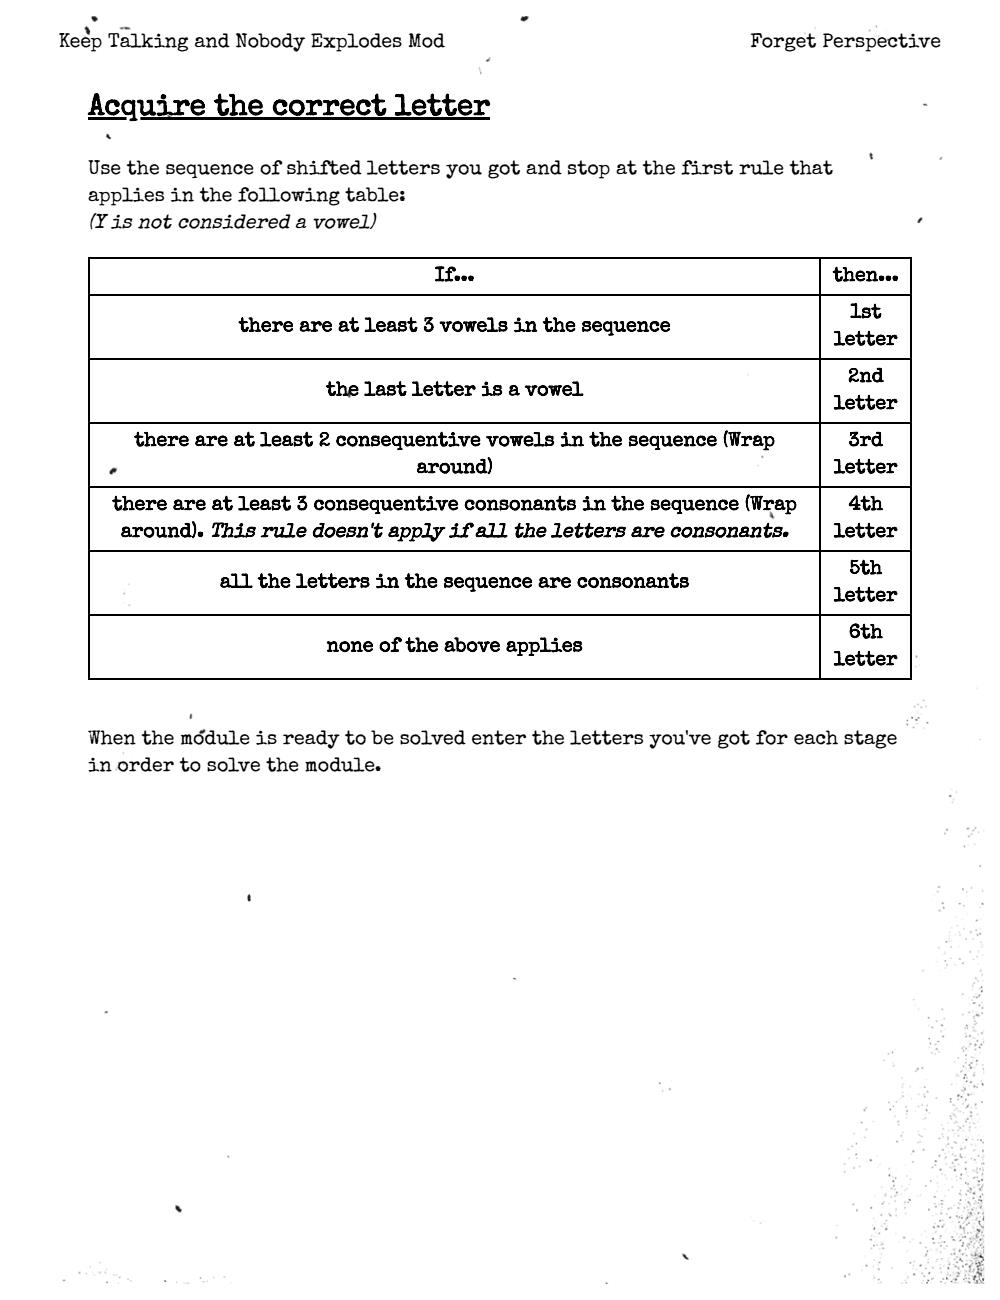 Keep Talking and Nobody Explodes Mod
Forget Perspective
Acquire the correct letter
Use the sequence of shifted letters you got and stop at the first rule that
applies in the following table:
(Y is not considered a vowel)
If...
then...
there are at least 3 vowels in the sequence
1st
letter
the last letter is a vowel
2nd
letter
there are at least 2 consequentive vowels in the sequence (Wrap
around)
3rd
letter
there are at least 3 consequentive consonants in the sequence (Wrap
around). This rule doesn't apply if all the letters are consonants.
4th
letter
all the letters in the sequence are consonants
5th
letter
none of the above applies
6th
letter
When the module is ready to be solved enter the letters you've got for each stage
in order to solve the module.